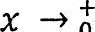 x → ⁺₀